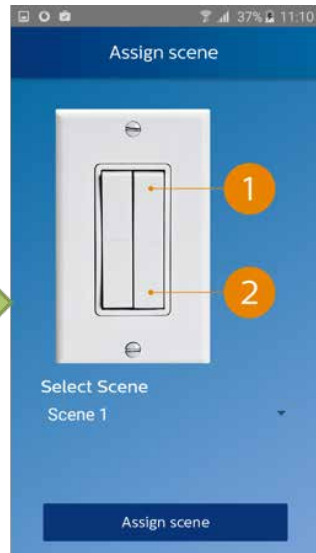 37% 11:10
Assign scene
1
2
Select Scene
Scene 1
Assign scene